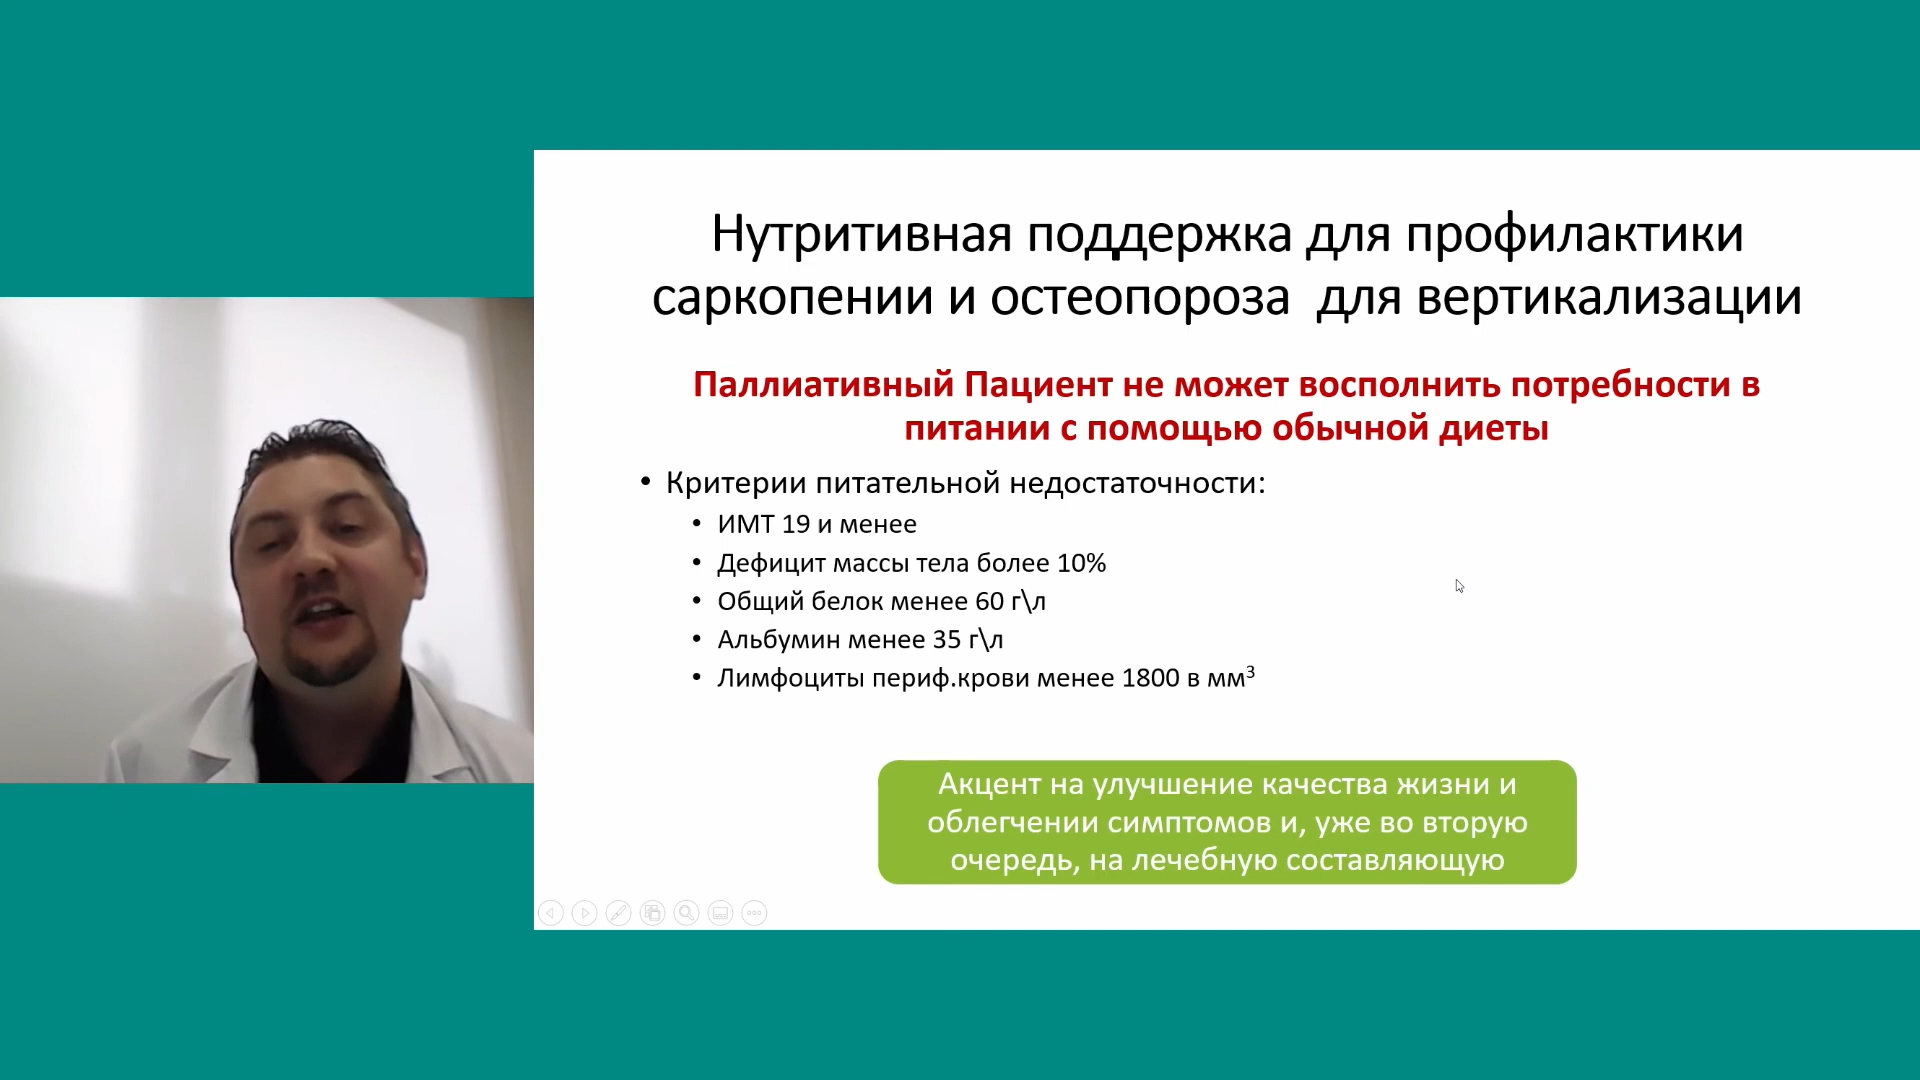 Нутритивная поддержка для профилактики
саркопении и остеопороза для вертикализации
Паллиативный Пациент не может восполнить потребности в
питании с помощью обычной диеты
• Критерии питательной недостаточности:
• ИМТ 19 и менее
• Дефицит массы тела более 10%
• Общий белок менее 60 г\л
• Альбумин менее 35 г\л
• Лимфоциты периф.крови менее 1800 в мм³
Акцент на улучшение качества жизни и
облегчении симптомов и, уже во вторую
очередь, на лечебную составляющую